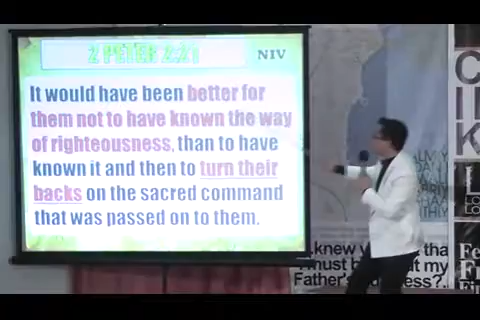 2 PETER 2:21
NIV
It would have been better for
them not to have known the way
of righteousness, than to have
known it and then to turn their
backs on the sacred command
that was passed on to them.
knew
tha
must b
t my
Father's
ess?
C
I
K
Fe